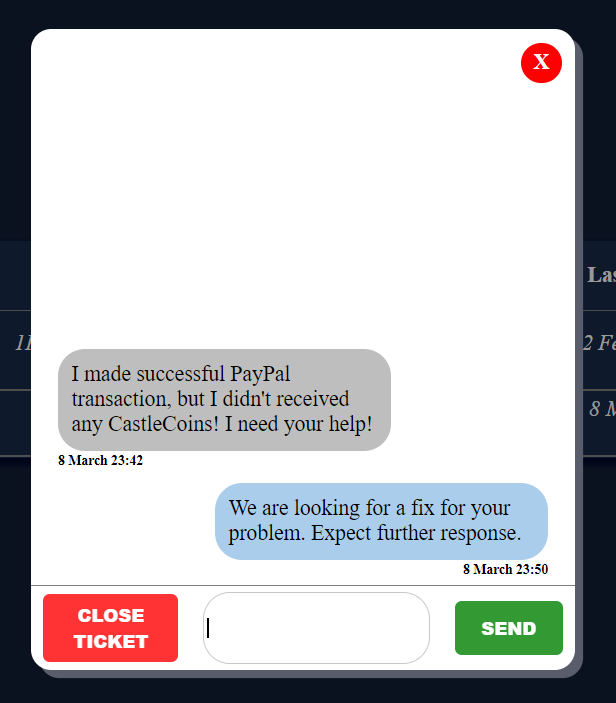 X
Las
11
2 Fe
8 M
I made successful PayPal
transaction, but I didn't received
any CastleCoins! I need your help!
8 March 23:42
We are looking for a fix for your
problem. Expect further response.
8 March 23:50
CLOSE
TICKET
SEND